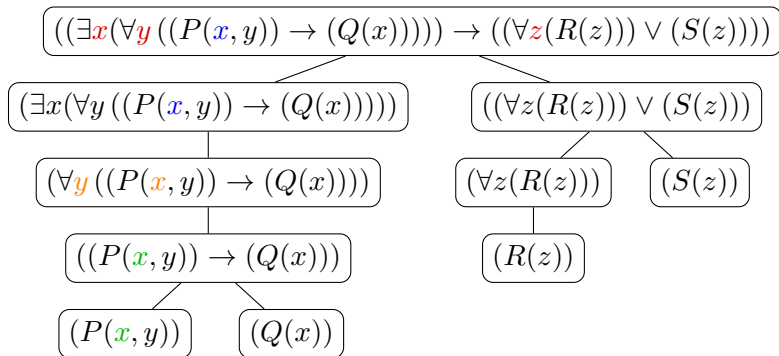 ((∃x(∀y ((P(x, y)) → (Q(x))))) → ((∀z(R(z))) ∨ (S(z))))
(∃x(∀y ((P(x, y)) → (Q(x)))))
((∀z(R(z))) ∨ (S(z)))
(∀y ((P(x, y)) → (Q(x))))
(∀z(R(z)))
(S(z))
((P(x, y)) → (Q(x)))
(R(z))
(P(x, y))
(Q(x))